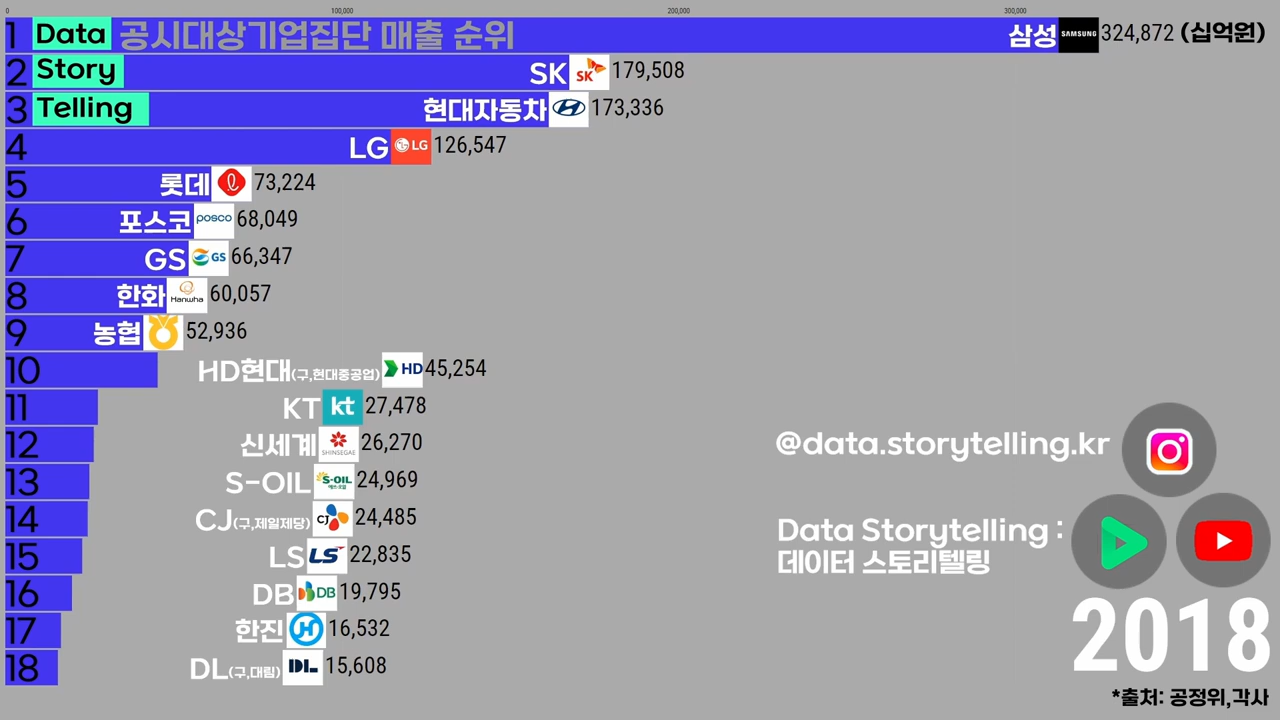 0 100,000 200,000 300,000
1 Data 공시대상기업집단 매출 순위 삼성 SAMSUNG 324,872 (십억원)
2 Story SK SK 179,508
3 Telling 현대자동차 173,336
4 LG LG 126,547
5 롯데 73,224
6 포스코 posco 68,049
7 GS GS 66,347
8 한화 Hanwha 60,057
9 농협 52,936
10 HD현대(구,현대중공업) HD 45,254
11 KT kt 27,478
12 신세계 SHINSEGAE 26,270
13 S-OIL S-OIL 24,969
14 CJ(구,제일제당) CJ 24,485
15 LS LS 22,835
16 DB DB 19,795
17 한진 H 16,532
18 DL(구,대림) DL 15,608
@data.storytelling.kr
Data Storytelling :
데이터 스토리텔링
2018
*출처: 공정위,각사